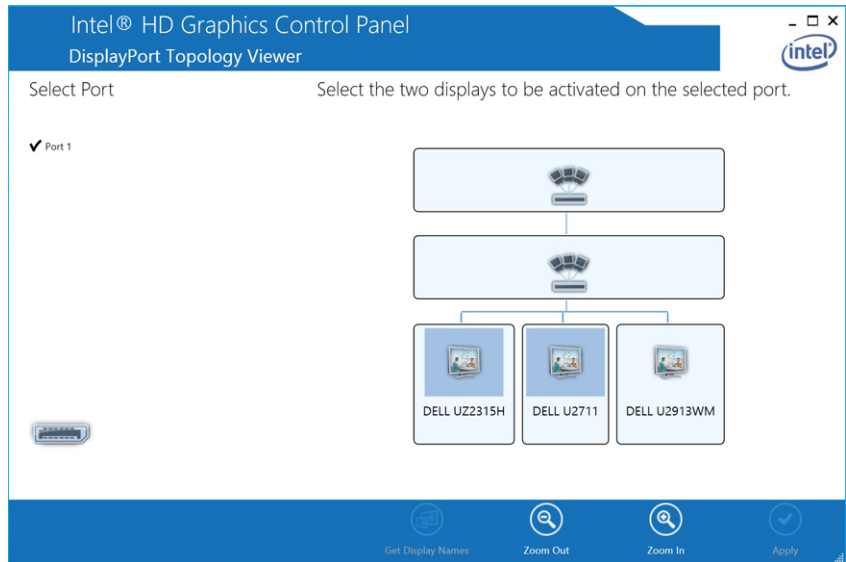 Intel® HD Graphics Control Panel
DisplayPort Topology Viewer
intel®
Select Port
Select the two displays to be activated on the selected port.
✔ Port 1
DELL UZ2315H
DELL U2711
DELL U2913WM
Get Display Names
Zoom Out
Zoom In
Apply